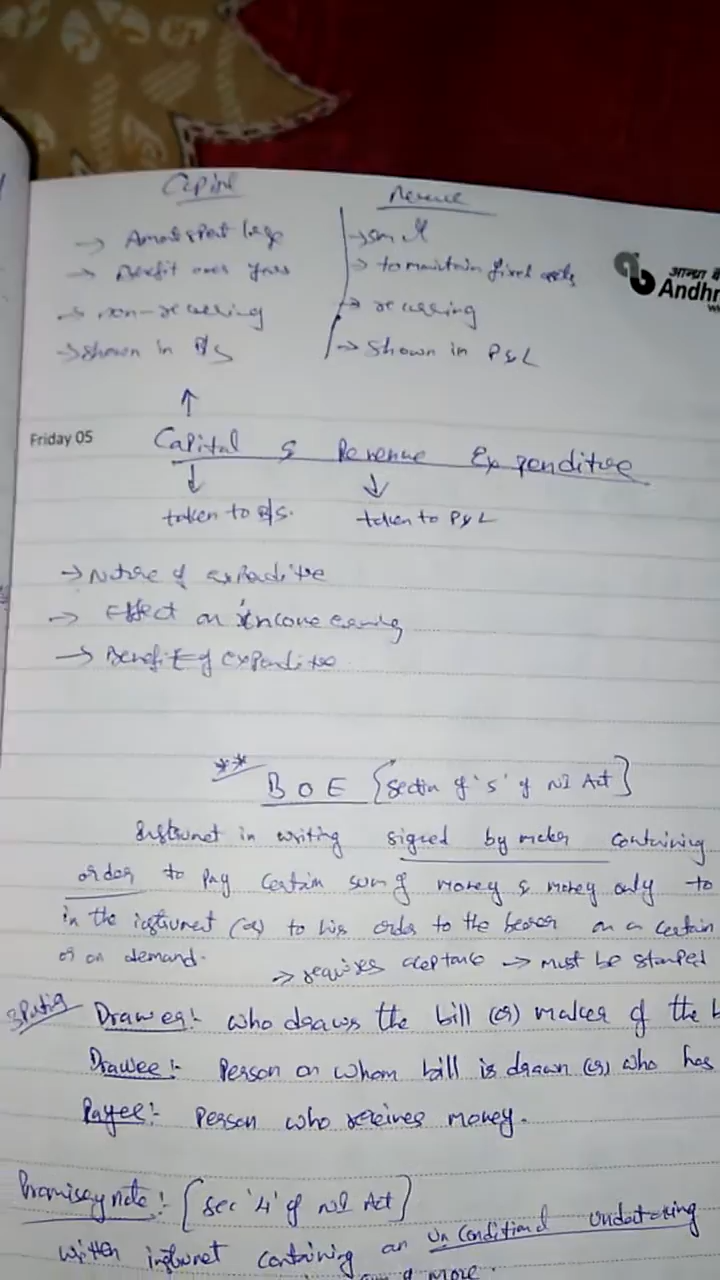 Capital
Revenue
→ Amount spent large
→ small
→ Benefit over years
→ to maintain fixed assets
→ non-recurring
→ recurring
→ shown in B/S
→ shown in P&L
आन्ध्रा
Andhr
Friday 05
Capital & Revenue Expenditure
taken to B/S.
taken to P&L
→ Nature of expenditure
→ Effect on income earning
→ Benefit of expenditure
** BOE [Section of '5' of NI Act]
Instrument in writing signed by maker containing
order to pay certain sum of money & money only to
in the instrument (or) to his order to the bearer on a certain
or on demand. → requires acceptance → must be stamped
3 Parties Drawer:- who draws the bill (or) maker of the b
Drawee:- Person on whom bill is drawn (or) who has
Payee:- Person who receives money.
Promisory note:- [sec '4' of NI Act]
written instrument containing an unconditional undertaking